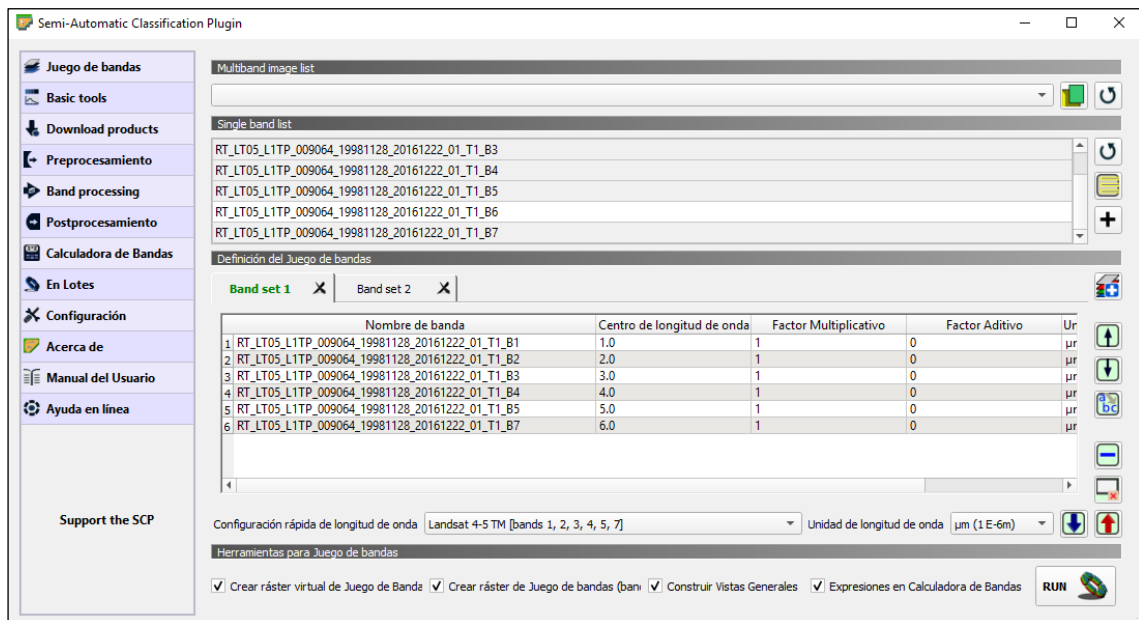 Semi-Automatic Classification Plugin
Juego de bandas
Basic tools
Download products
Preprocesamiento
Band processing
Postprocesamiento
Calculadora de Bandas
En Lotes
Configuración
Acerca de
Manual del Usuario
Ayuda en línea
Support the SCP
Multiband image list
Single band list
RT_LT05_L1TP_009064_19981128_20161222_01_T1_B3
RT_LT05_L1TP_009064_19981128_20161222_01_T1_B4
RT_LT05_L1TP_009064_19981128_20161222_01_T1_B5
RT_LT05_L1TP_009064_19981128_20161222_01_T1_B6
RT_LT05_L1TP_009064_19981128_20161222_01_T1_B7
Definición del Juego de bandas
Band set 1 Band set 2
Nombre de banda Centro de longitud de onda Factor Multiplicativo Factor Aditivo Ur
1 RT_LT05_L1TP_009064_19981128_20161222_01_T1_B1 1.0 1 0 μr
2 RT_LT05_L1TP_009064_19981128_20161222_01_T1_B2 2.0 1 0 μr
3 RT_LT05_L1TP_009064_19981128_20161222_01_T1_B3 3.0 1 0 μr
4 RT_LT05_L1TP_009064_19981128_20161222_01_T1_B4 4.0 1 0 μr
5 RT_LT05_L1TP_009064_19981128_20161222_01_T1_B5 5.0 1 0 μr
6 RT_LT05_L1TP_009064_19981128_20161222_01_T1_B7 6.0 1 0 μr
Configuración rápida de longitud de onda Landsat 4-5 TM [bands 1, 2, 3, 4, 5, 7] Unidad de longitud de onda μm (1 E-6m)
Herramientas para Juego de bandas
Crear ráster virtual de Juego de Banda Crear ráster de Juego de bandas (ban Construir Vistas Generales Expresiones en Calculadora de Bandas RUN